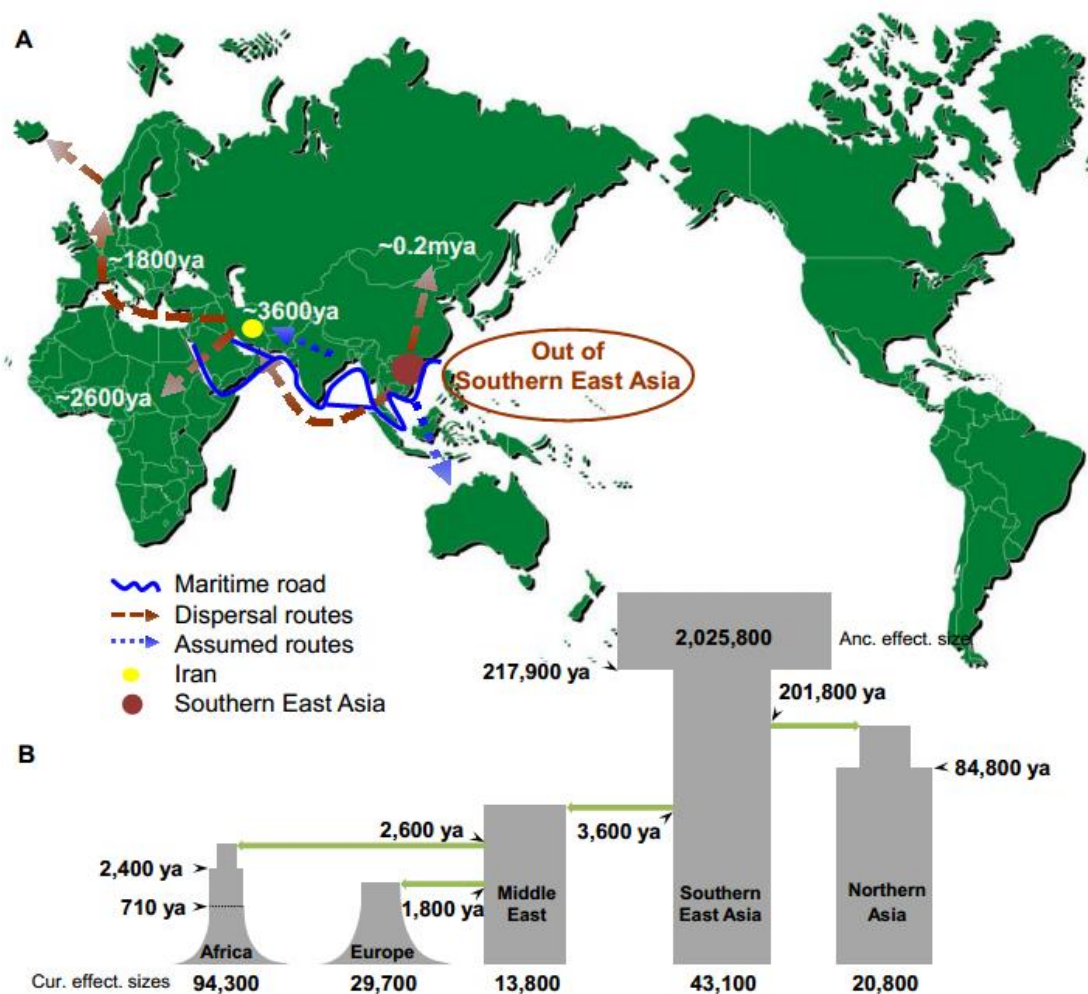 A
~0.2mya
~1800ya
~3600ya
Out of
Southern East Asia
~2600ya
Maritime road
Dispersal routes
Assumed routes
Iran
Southern East Asia
2,025,800
Anc. effect. size
217,900 ya
201,800 ya
B
84,800 ya
2,600 ya
3,600 ya
2,400 ya
710 ya
1,800 ya
Middle
East
Southern
East Asia
Northern
Asia
Africa
Europe
Cur. effect. sizes
94,300
29,700
13,800
43,100
20,800